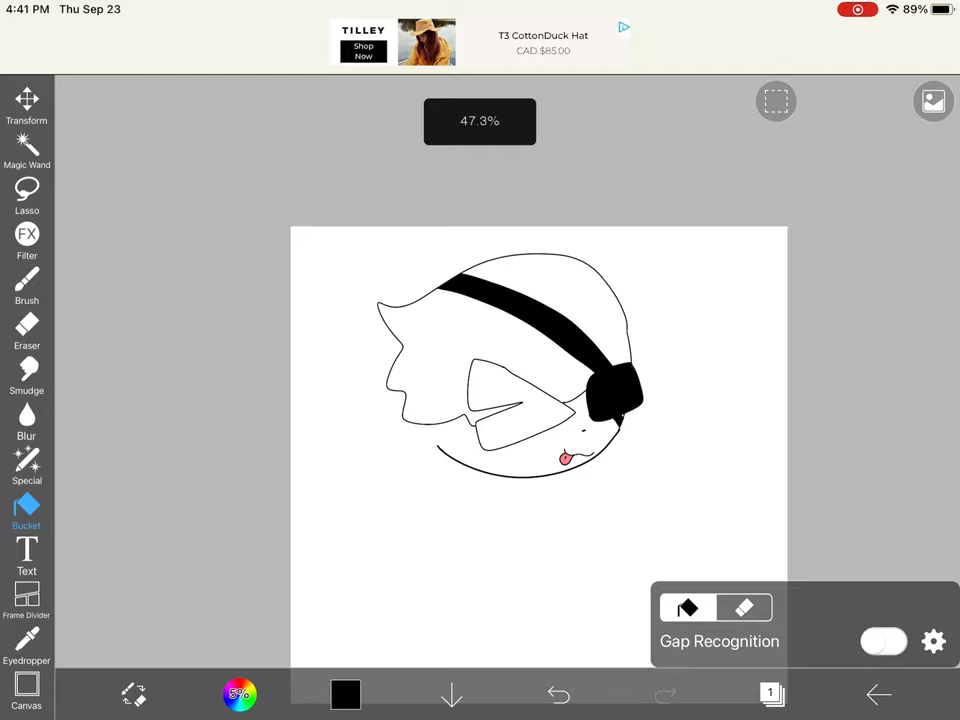 4:41 PM Thu Sep 23
89%
TILLEY
Shop
Now
T3 CottonDuck Hat
CAD $85.00
47.3%
Transform
Magic Wand
Lasso
FX
Filter
Brush
Eraser
Smudge
Blur
Special
Bucket
T
Text
Frame Divider
Eyedropper
Canvas
Gap Recognition
5%
1